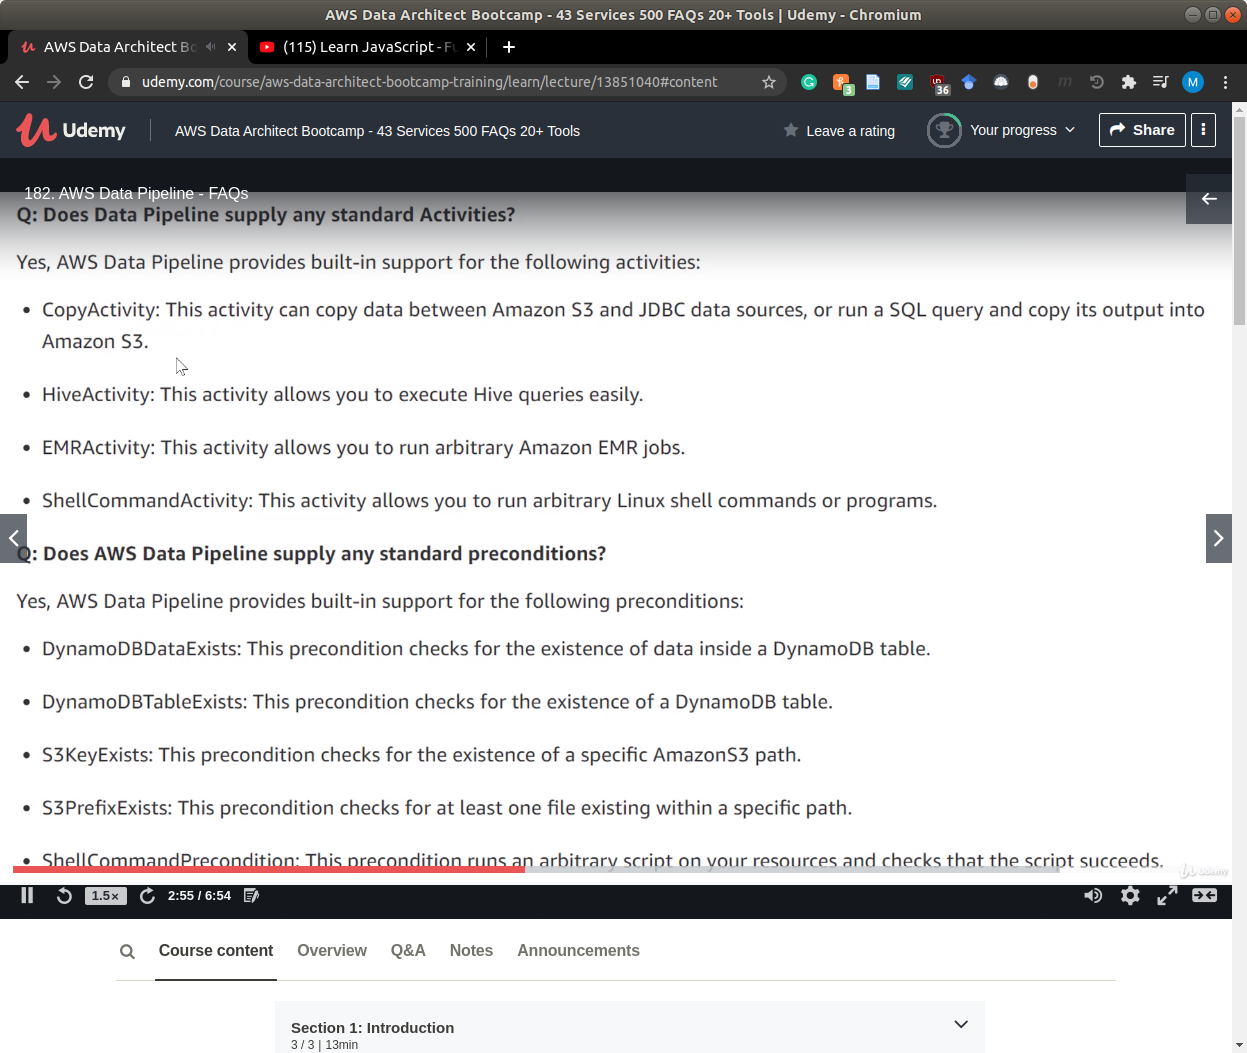 AWS Data Architect Bootcamp - 43 Services 500 FAQs 20+ Tools | Udemy - Chromium
AWS Data Architect Bo
(115) Learn JavaScript - Fu
udemy.com/course/aws-data-architect-bootcamp-training/learn/lecture/13851040#content
3
36
M
Udemy
AWS Data Architect Bootcamp - 43 Services 500 FAQs 20+ Tools
Leave a rating
Your progress
Share
182. AWS Data Pipeline - FAQs
Q: Does Data Pipeline supply any standard Activities?
Yes, AWS Data Pipeline provides built-in support for the following activities:
• CopyActivity: This activity can copy data between Amazon S3 and JDBC data sources, or run a SQL query and copy its output into
Amazon S3.
• HiveActivity: This activity allows you to execute Hive queries easily.
• EMRActivity: This activity allows you to run arbitrary Amazon EMR jobs.
• ShellCommandActivity: This activity allows you to run arbitrary Linux shell commands or programs.
Q: Does AWS Data Pipeline supply any standard preconditions?
Yes, AWS Data Pipeline provides built-in support for the following preconditions:
• DynamoDBDataExists: This precondition checks for the existence of data inside a DynamoDB table.
• DynamoDBTableExists: This precondition checks for the existence of a DynamoDB table.
• S3KeyExists: This precondition checks for the existence of a specific AmazonS3 path.
• S3PrefixExists: This precondition checks for at least one file existing within a specific path.
• ShellCommandPrecondition: This precondition runs an arbitrary script on your resources and checks that the script succeeds.
Udemy
1.5×
2:55 / 6:54
Course content
Overview
Q&A
Notes
Announcements
Section 1: Introduction
3 / 3 | 13min